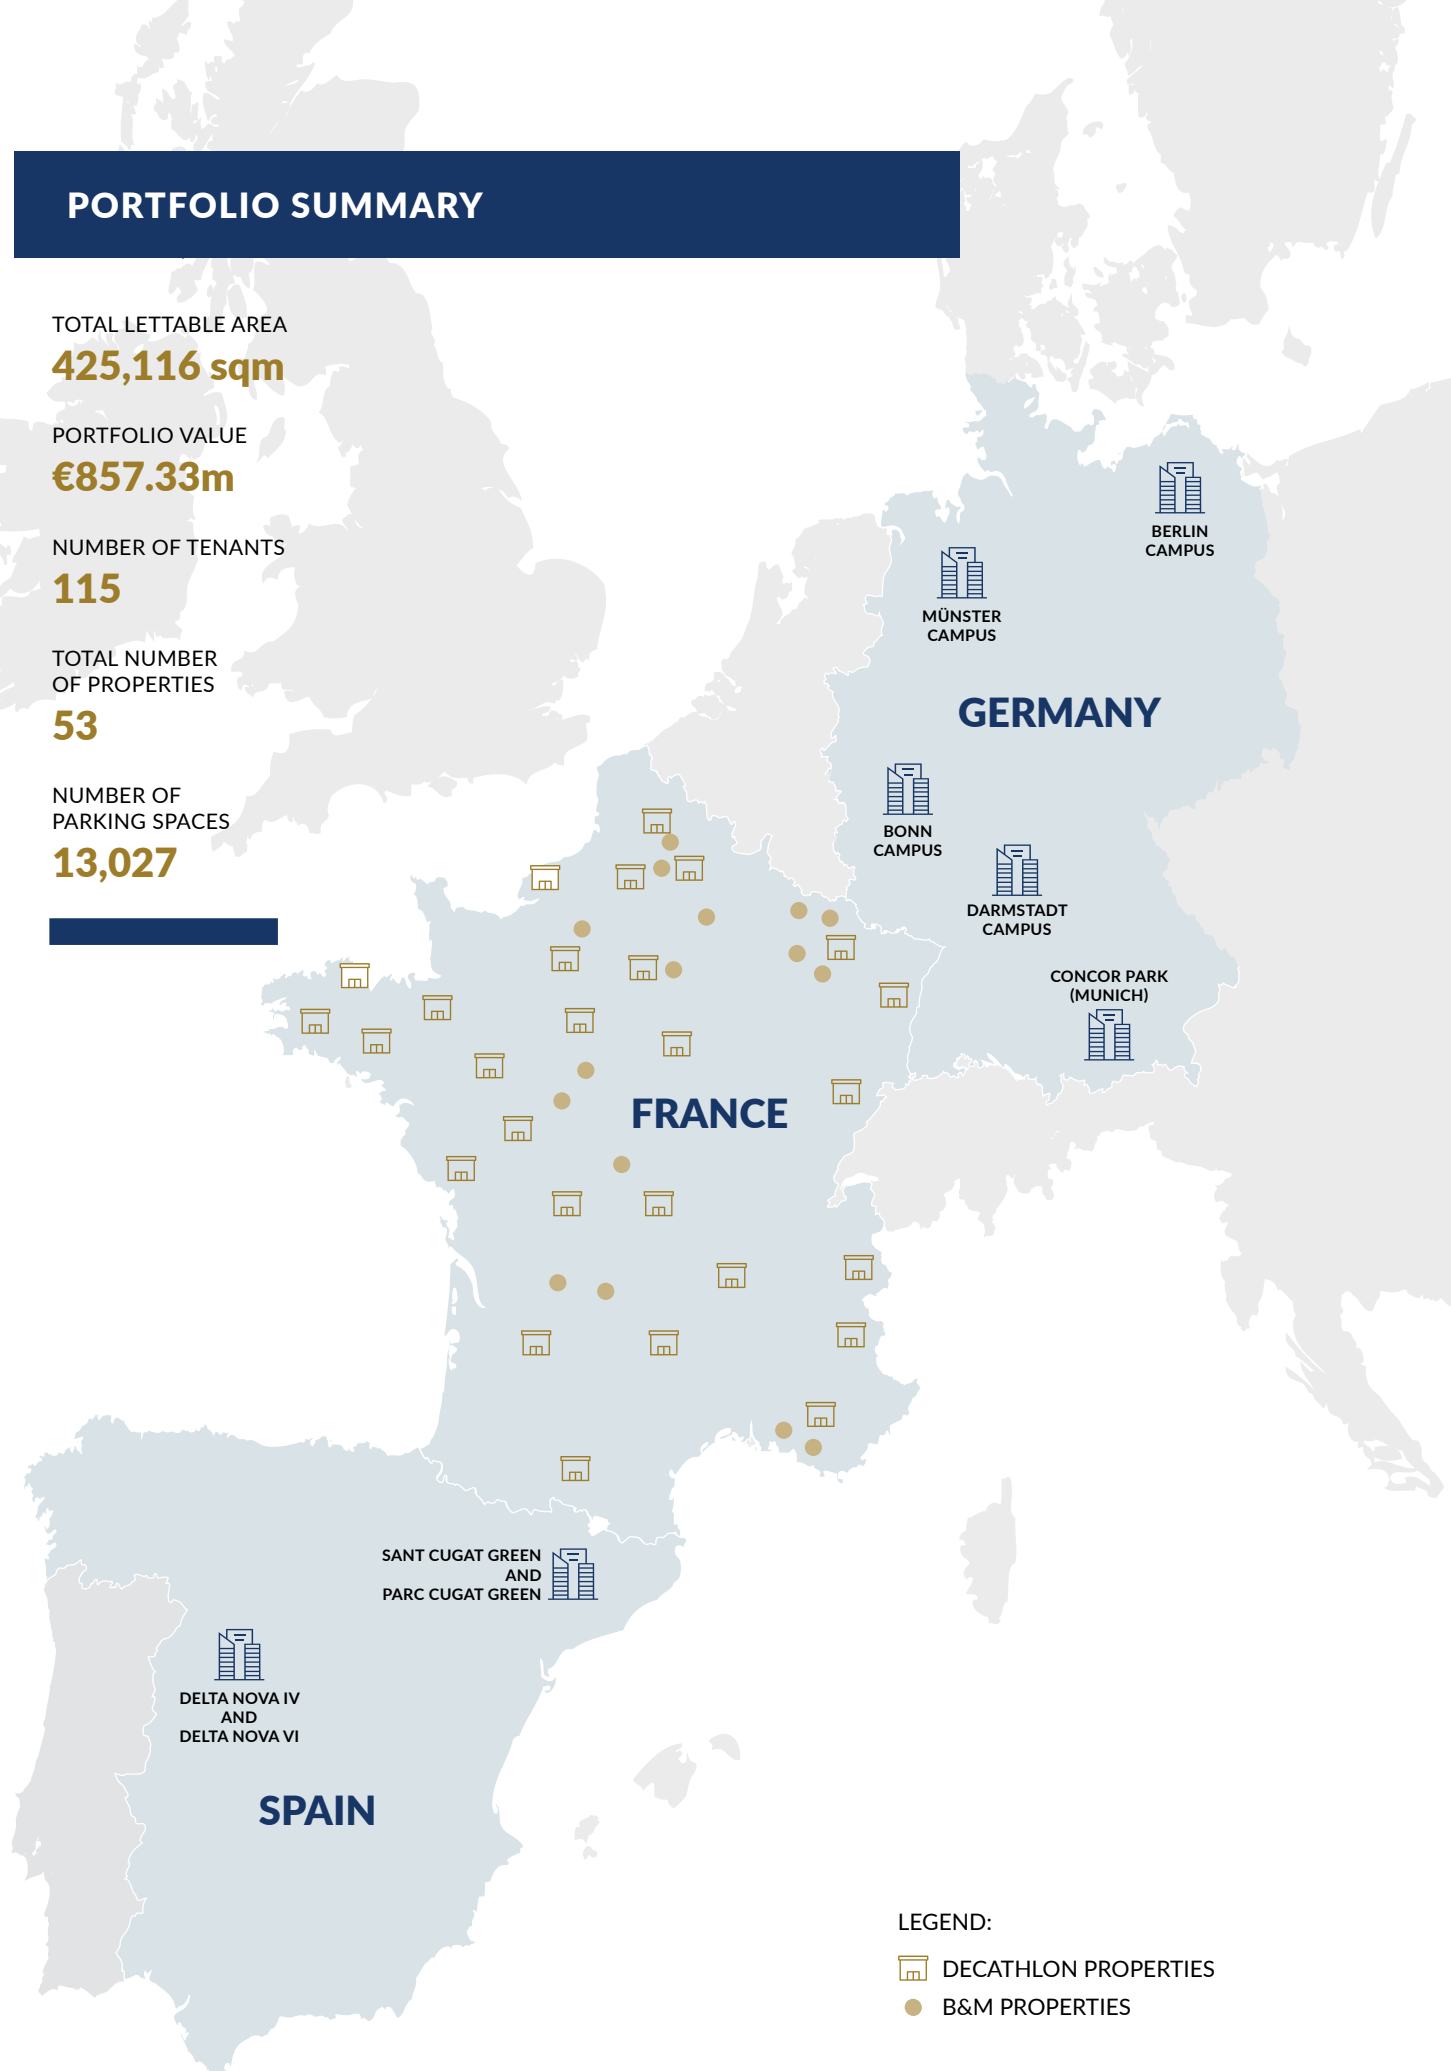 PORTFOLIO SUMMARY
TOTAL LETTABLE AREA
425,116 sqm
PORTFOLIO VALUE
€857.33m
NUMBER OF TENANTS
115
TOTAL NUMBER
OF PROPERTIES
53
NUMBER OF
PARKING SPACES
13,027
BERLIN
CAMPUS
MÜNSTER
CAMPUS
GERMANY
BONN
CAMPUS
DARMSTADT
CAMPUS
CONCOR PARK
(MUNICH)
FRANCE
SANT CUGAT GREEN
AND
PARC CUGAT GREEN
DELTA NOVA IV
AND
DELTA NOVA VI
SPAIN
LEGEND:
DECATHLON PROPERTIES
B&M PROPERTIES